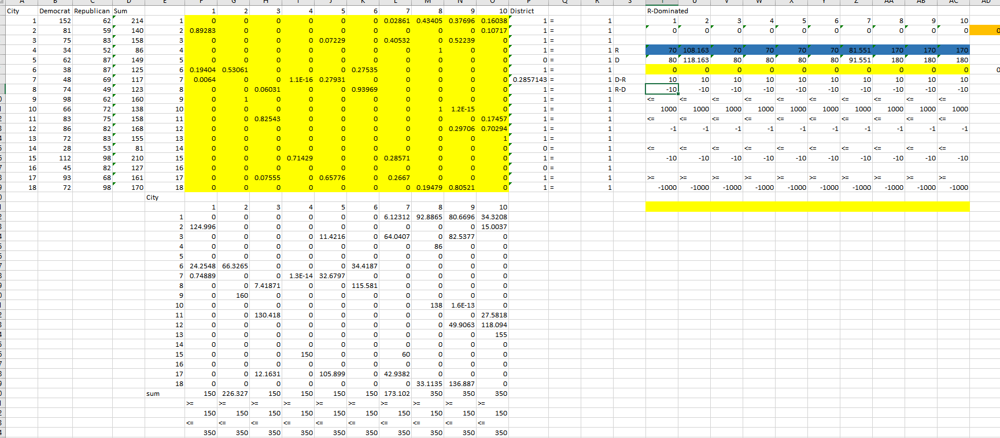 A B C D E F G H I J K L M N O P Q R S T U V W X Y Z AA AB AC AD
City Democrat Republican Sum 1 2 3 4 5 6 7 8 9 10 District R-Dominated
1 152 62 214 1 0 0 0 0 0 0 0.02861 0.43405 0.37696 0.16038 1 = 1 1 2 3 4 5 6 7 8 9 10
2 81 59 140 2 0.89283 0 0 0 0 0 0 0 0 0.10717 1 = 1 0 0 0 0 0 0 0 0 0 0 0
3 75 83 158 3 0 0 0 0 0.07229 0 0.40532 0 0.52239 0 1 = 1
4 34 52 86 4 0 0 0 0 0 0 0 1 0 0 1 = 1 R 70 108.163 70 70 70 70 81.551 170 170 170
5 62 87 149 5 0 0 0 0 0 0 0 0 0 0 0 = 1 D 80 118.163 80 80 80 80 91.551 180 180 180
6 38 87 125 6 0.19404 0.53061 0 0 0 0.27535 0 0 0 0 1 = 1 0 0 0 0 0 0 0 0 0 0 0
7 48 69 117 7 0.0064 0 0 1.1E-16 0.27931 0 0 0 0 0 0.2857143 = 1 D-R 10 10 10 10 10 10 10 10 10 10
8 74 49 123 8 0 0 0.06031 0 0 0.93969 0 0 0 0 1 = 1 R-D -10 -10 -10 -10 -10 -10 -10 -10 -10 -10
9 98 62 160 9 0 1 0 0 0 0 0 0 0 0 1 = 1 <= <= <= <= <= <= <= <= <= <=
10 66 72 138 10 0 0 0 0 0 0 0 1 1.2E-15 0 1 = 1 1000 1000 1000 1000 1000 1000 1000 1000 1000 1000
11 83 75 158 11 0 0 0.82543 0 0 0 0 0 0 0.17457 1 = 1 <= <= <= <= <= <= <= <= <= <=
12 86 82 168 12 0 0 0 0 0 0 0 0 0.29706 0.70294 1 = 1 -1 -1 -1 -1 -1 -1 -1 -1 -1 -1
13 72 83 155 13 0 0 0 0 0 0 0 0 0 1 1 = 1
14 28 53 81 14 0 0 0 0 0 0 0 0 0 0 0 = 1 <= <= <= <= <= <= <= <= <= <=
15 112 98 210 15 0 0 0 0.71429 0 0 0.28571 0 0 0 1 = 1 -10 -10 -10 -10 -10 -10 -10 -10 -10 -10
16 45 82 127 16 0 0 0 0 0 0 0 0 0 0 0 = 1
17 93 68 161 17 0 0 0.07555 0 0.65776 0 0.2667 0 0 0 1 = 1 >= >= >= >= >= >= >= >= >= >=
18 72 98 170 18 0 0 0 0 0 0 0 0.19479 0.80521 0 1 = 1 -1000 -1000 -1000 -1000 -1000 -1000 -1000 -1000 -1000 -1000
City
1 2 3 4 5 6 7 8 9 10
1 0 0 0 0 0 0 6.12312 92.8865 80.6696 34.3208
2 124.996 0 0 0 0 0 0 0 0 15.0037
3 0 0 0 0 11.4216 0 64.0407 0 82.5377 0
4 0 0 0 0 0 0 0 86 0 0
5 0 0 0 0 0 0 0 0 0 0
6 24.2548 66.3265 0 0 0 34.4187 0 0 0 0
7 0.74889 0 0 1.3E-14 32.6797 0 0 0 0 0
8 0 0 7.41871 0 0 115.581 0 0 0 0
9 0 160 0 0 0 0 0 0 0 0
10 0 0 0 0 0 0 0 138 1.6E-13 0
11 0 0 130.418 0 0 0 0 0 0 27.5818
12 0 0 0 0 0 0 0 0 49.9063 118.094
13 0 0 0 0 0 0 0 0 0 155
14 0 0 0 0 0 0 0 0 0 0
15 0 0 0 150 0 0 60 0 0 0
16 0 0 0 0 0 0 0 0 0 0
17 0 0 12.1631 0 105.899 0 42.9382 0 0 0
18 0 0 0 0 0 0 0 33.1135 136.887 0
sum 150 226.327 150 150 150 150 173.102 350 350 350
>= >= >= >= >= >= >= >= >= >=
150 150 150 150 150 150 150 150 150 150
<= <= <= <= <= <= <= <= <= <=
350 350 350 350 350 350 350 350 350 350